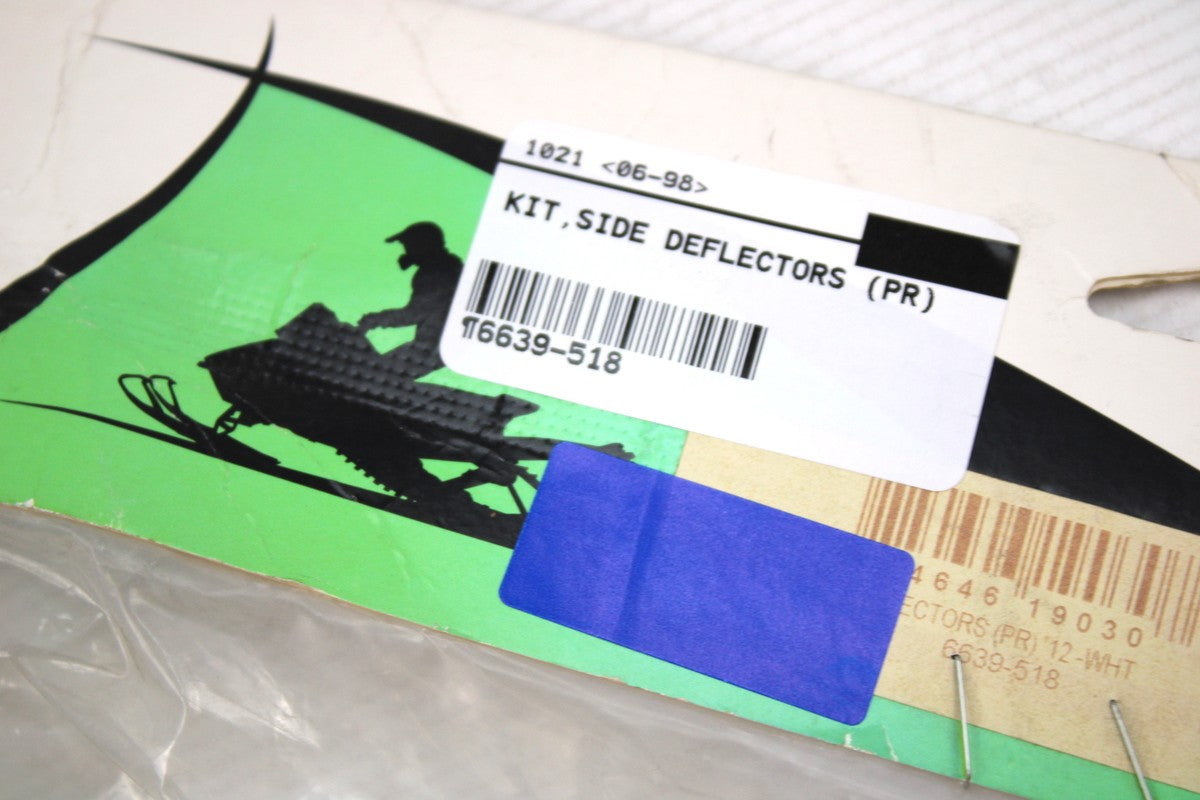 1021 <06-98>
KIT,SIDE DEFLECTORS (PR)
¶6639-518
4646 19030
ECTORS (PR) '12 -WHT
6639-518